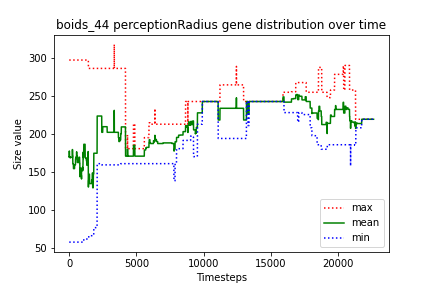 boids_44 perceptionRadius gene distribution over time
Size value
300
250
200
150
100
50
max
mean
min
0 5000 10000 15000 20000
Timesteps